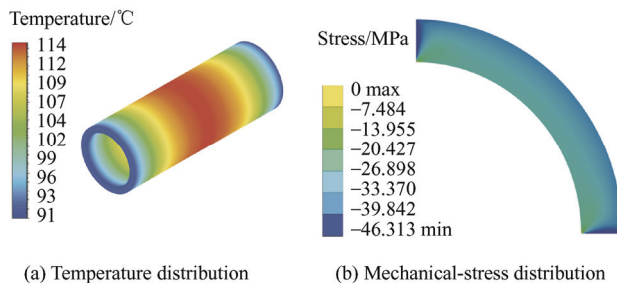 Temperature/℃
114
112
109
107
104
102
99
96
93
91
(a) Temperature distribution
Stress/MPa
0 max
−7.484
−13.955
−20.427
−26.898
−33.370
−39.842
−46.313 min
(b) Mechanical-stress distribution